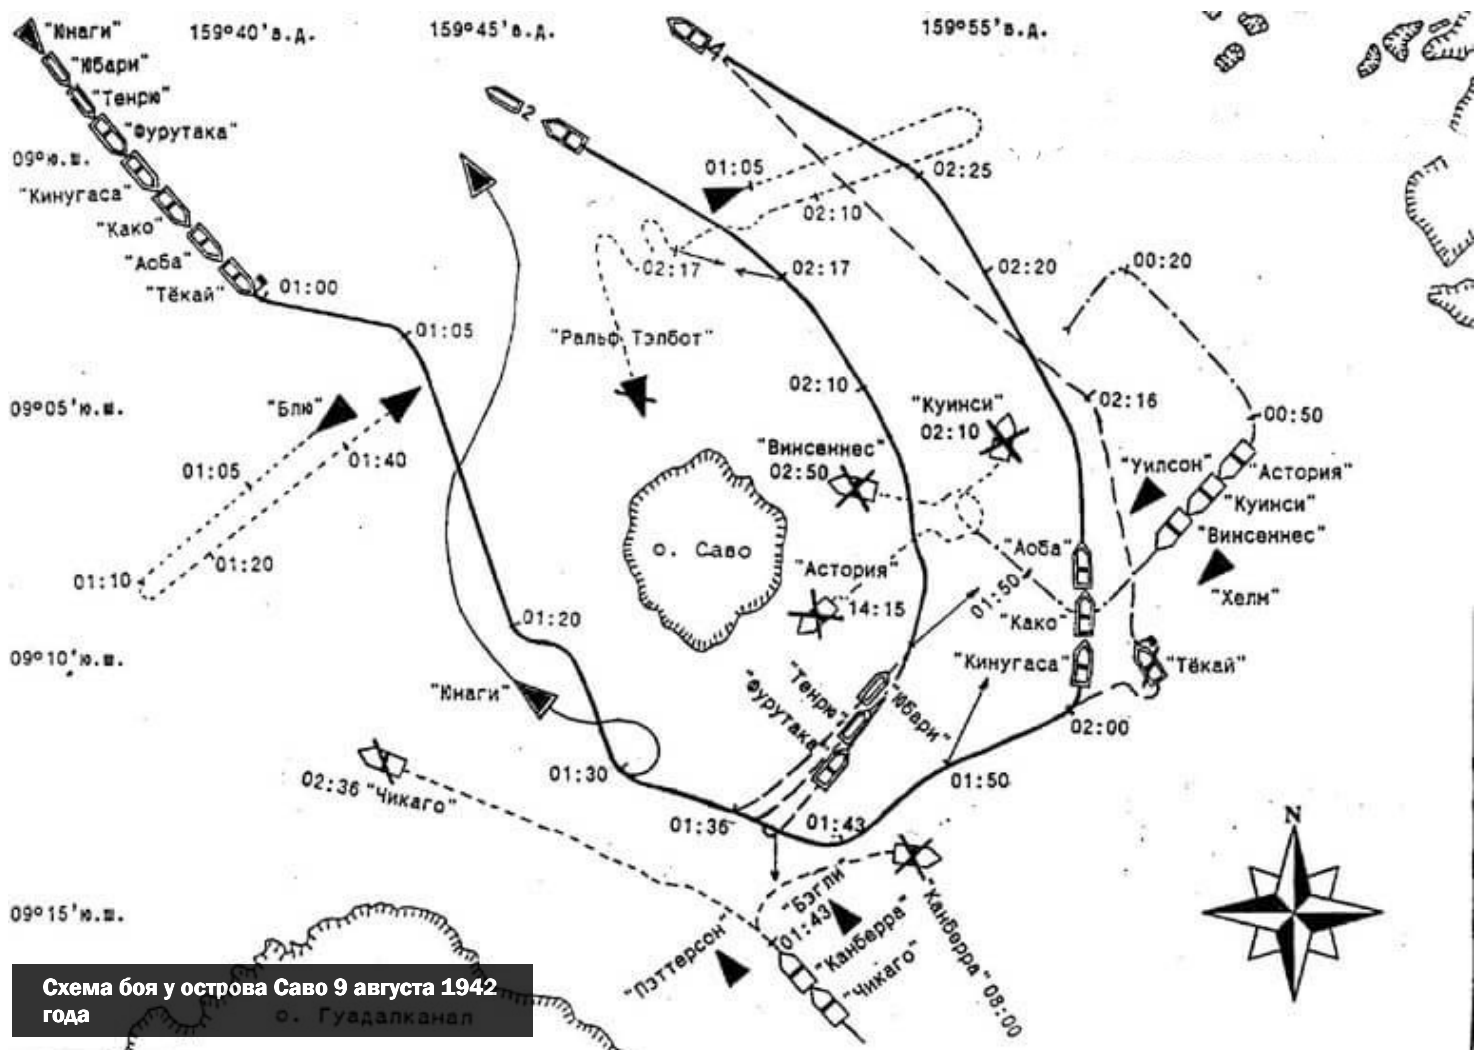 "Юнаги"
159°40'в.д.
159°45'в.д.
159°55'в.д.
4
"Юбари"
"Тенрю"
2
"Фурутака"
09°ю.ш.
"Кинугаса"
"Како"
"Аоба"
"Тёкай"
01:00
01:05
02:25
02:10
02:17
02:17
02:20
00:20
01:05
"Ральф Тэлбот"
02:10
02:16
09°05'ю.ш.
"Блю"
"Куинси"
02:10
00:50
01:40
01:05
"Винсеннес"
02:50
"Уилсон"
"Астория"
"Куинси"
"Винсеннес"
01:20
01:10
о. Саво
"Аоба"
"Астория"
14:15
01:50
"Хелм"
"Како"
01:20
09°10'ю.ш.
"Кинугаса"
"Тёкай"
"Юнаги"
"Тенрю"
"Фурутака"
"Юбари"
02:00
01:30
02:36 "Чикаго"
01:50
01:36
01:43
N
"Бэгли"
01:43
"Канберра"
"Чикаго"
Канберра" 08:00
"Пэттерсон
09°15'ю.ш.
Схема боя у острова Саво 9 августа 1942
года
о. Гуадалканал